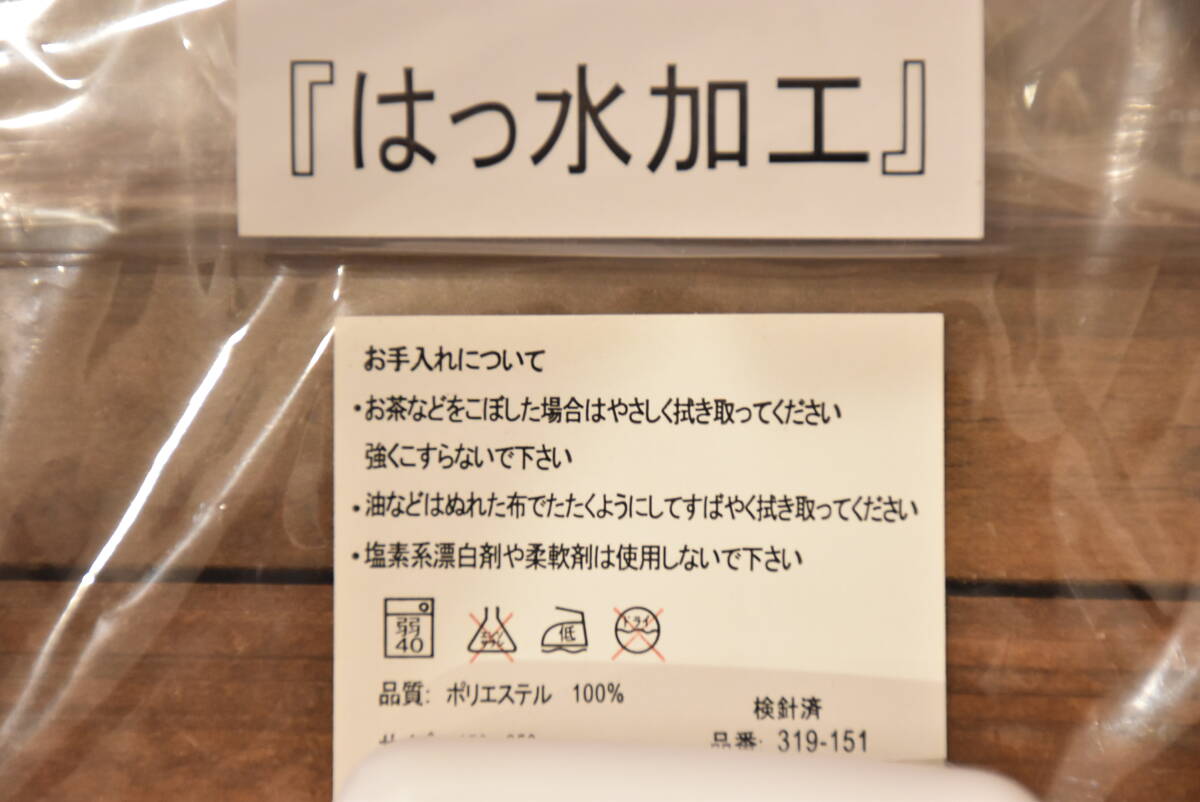 『はっ水加工』
お手入れについて
・お茶などをこぼした場合はやさしく拭き取ってください
強くこすらないで下さい
・油などはぬれた布でたたくようにしてすばやく拭き取ってください
・塩素系漂白剤や柔軟剤は使用しないで下さい
弱 40 低 ドライ
品質: ポリエステル 100%
検針済
品番: 319-151